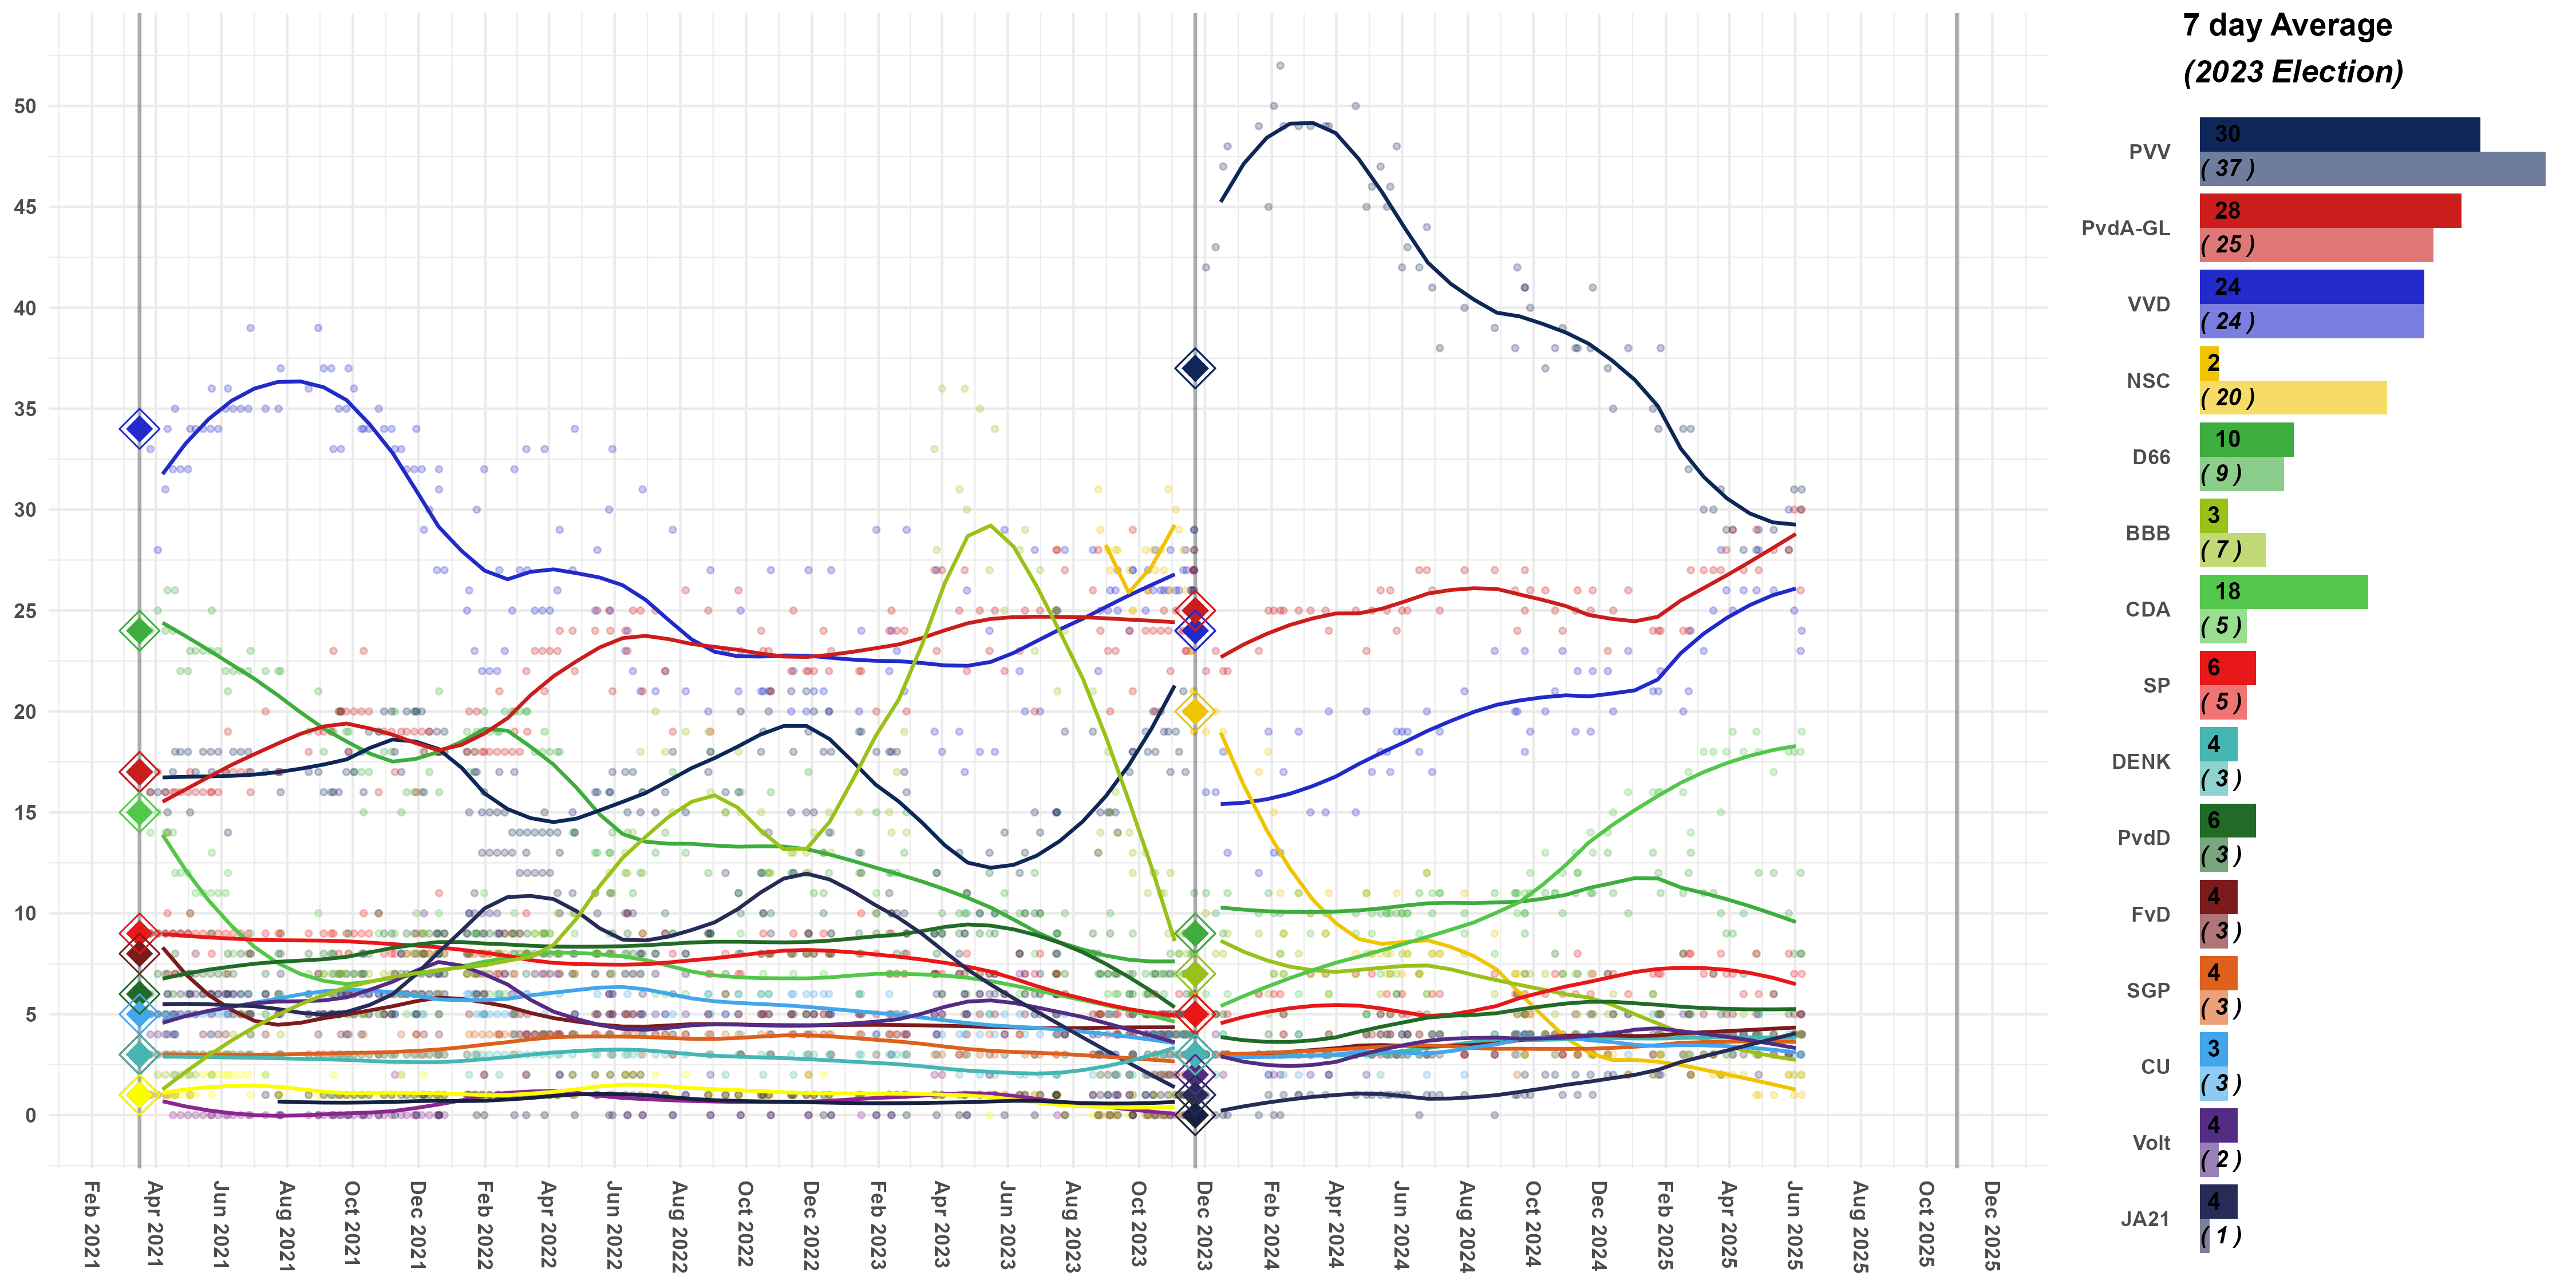 7 day Average
(2023 Election)
50
45
40
35
30
25
20
15
10
5
0
Feb 2021
Apr 2021
Jun 2021
Aug 2021
Oct 2021
Dec 2021
Feb 2022
Apr 2022
Jun 2022
Aug 2022
Oct 2022
Dec 2022
Feb 2023
Apr 2023
Jun 2023
Aug 2023
Oct 2023
Dec 2023
Feb 2024
Apr 2024
Jun 2024
Aug 2024
Oct 2024
Dec 2024
Feb 2025
Apr 2025
Jun 2025
Aug 2025
Oct 2025
Dec 2025
PVV
30
( 37 )
PvdA-GL
28
( 25 )
VVD
24
( 24 )
NSC
2
( 20 )
D66
10
( 9 )
BBB
3
( 7 )
CDA
18
( 5 )
SP
6
( 5 )
DENK
4
( 3 )
PvdD
6
( 3 )
FvD
4
( 3 )
SGP
4
( 3 )
CU
3
( 3 )
Volt
4
( 2 )
JA21
4
( 1 )